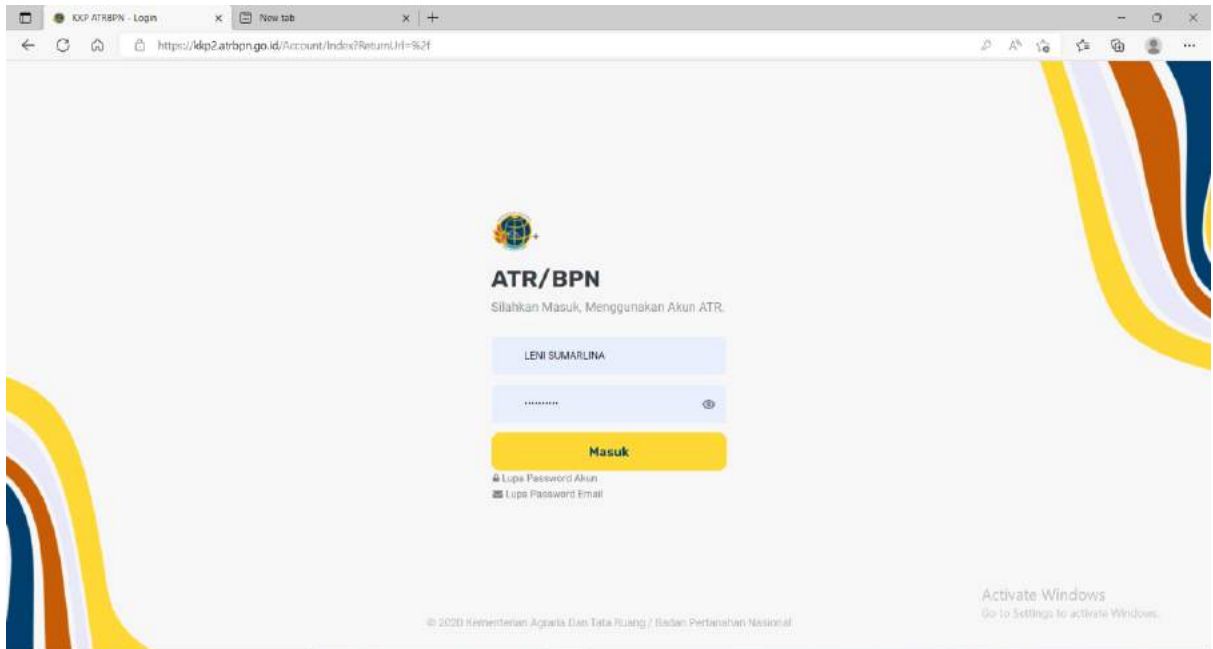 KKP ATRBPN - Login
New tab
https://kkp2.atrbpn.go.id/Account/Index?ReturnUrl=%2f
ATR/BPN
Silahkan Masuk, Menggunakan Akun ATR.
LENI SUMARLINA
Masuk
Lupa Password Akun
Lupa Password Email
Activate Windows
Go to Settings to activate Windows.
© 2020 Kementerian Agraria Dan Tata Ruang / Badan Pertanahan Nasional